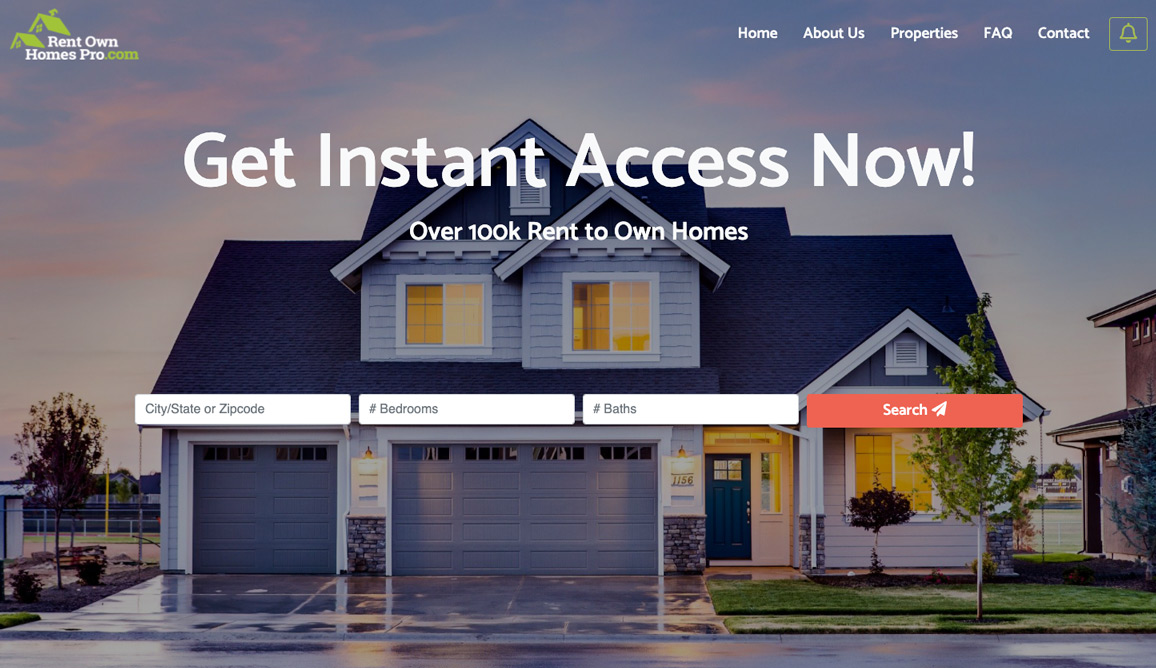 Rent Own
Homes Pro.com
Home
About Us
Properties
FAQ
Contact
Get Instant Access Now!
Over 100k Rent to Own Homes
City/State or Zipcode
# Bedrooms
# Baths
Search
1156